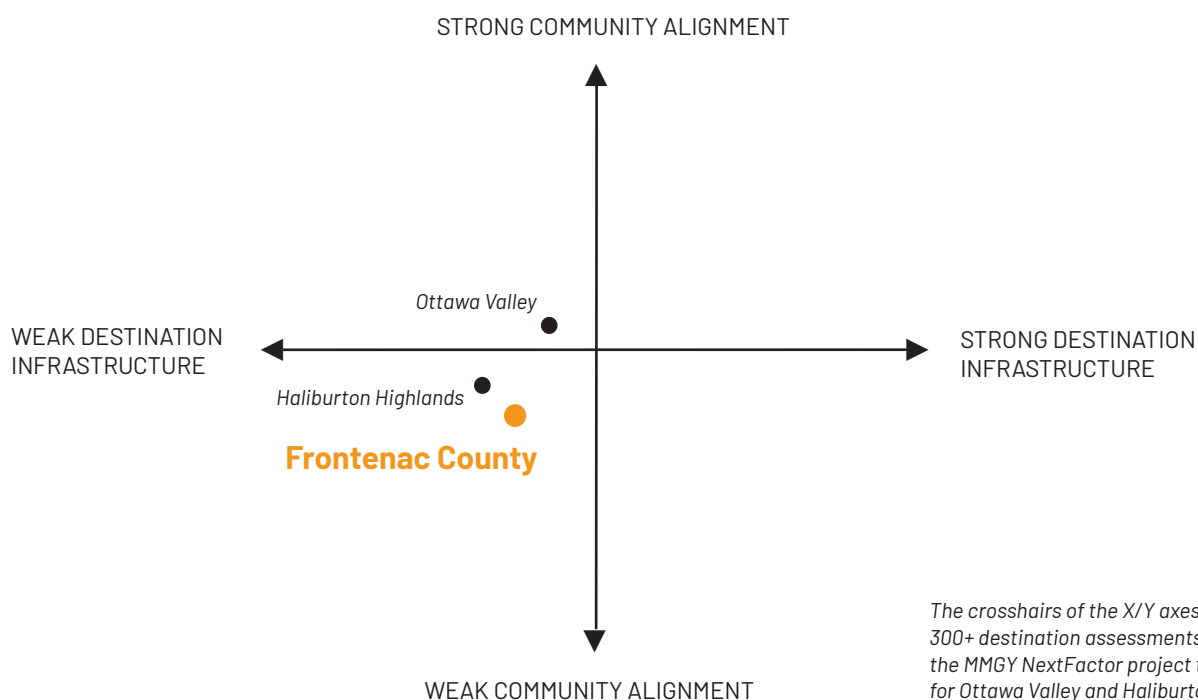 STRONG COMMUNITY ALIGNMENT
Ottawa Valley
WEAK DESTINATION
INFRASTRUCTURE
STRONG DESTINATION
INFRASTRUCTURE
Haliburton Highlands
Frontenac County
The crosshairs of the X/Y axes
300+ destination assessments
the MMGY NextFactor project
for Ottawa Valley and
WEAK COMMUNITY ALIGNMENT